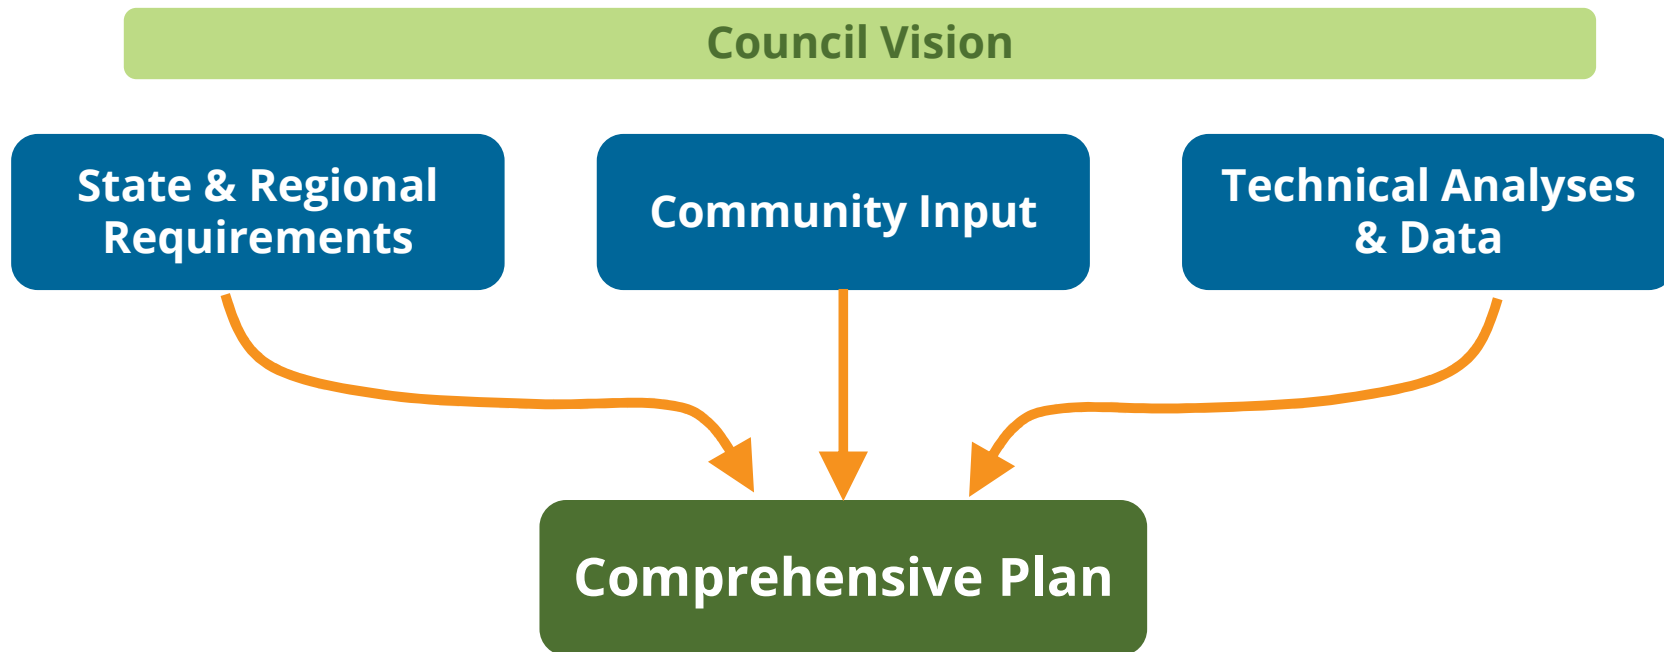 Council Vision
State & Regional
Requirements
Community Input
Technical Analyses
& Data
Comprehensive Plan